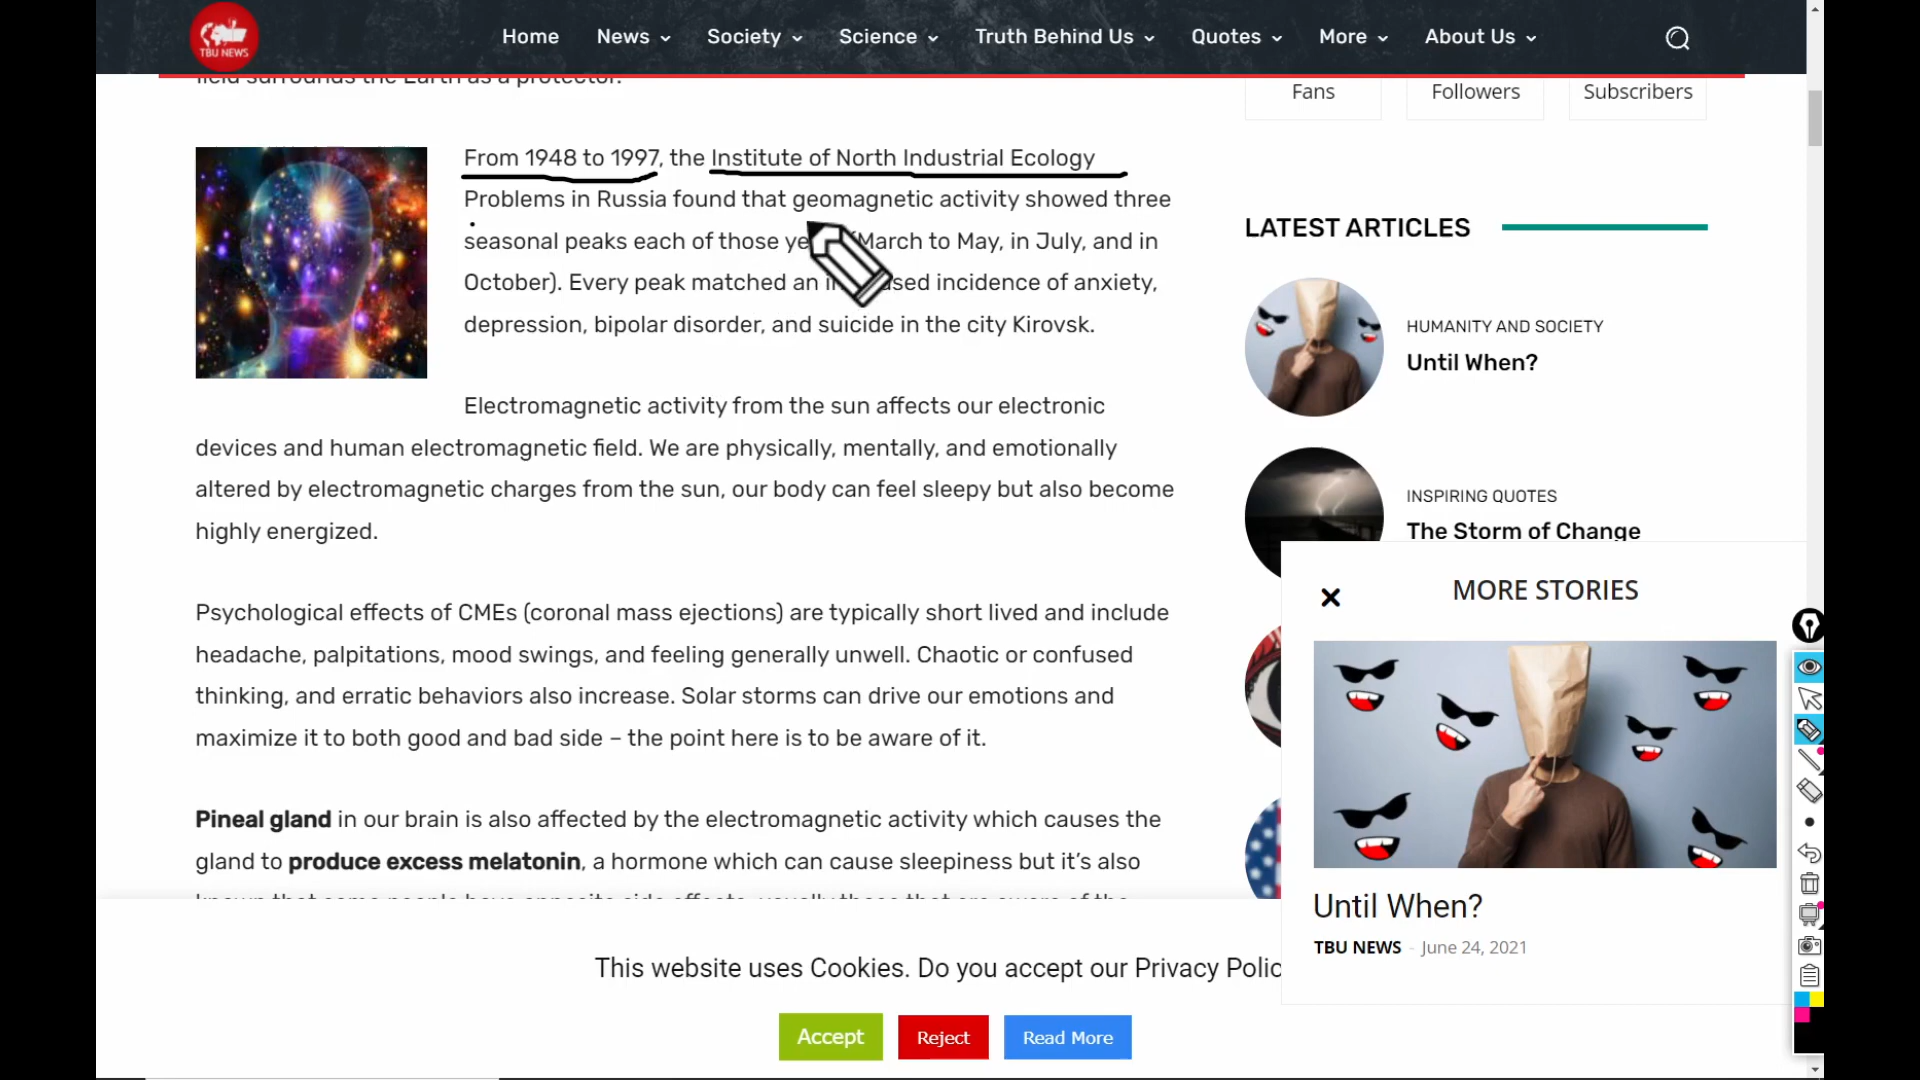 TBU NEWS
Home News Society Science Truth Behind Us Quotes More About Us
field surrounds the Earth as a protector.
From 1948 to 1997, the Institute of North Industrial Ecology
Problems in Russia found that geomagnetic activity showed three
seasonal peaks each of those (March to May, in July, and in
October). Every peak matched an incidence of anxiety,
depression, bipolar disorder, and suicide in the city Kirovsk.
Electromagnetic activity from the sun affects our electronic
devices and human electromagnetic field. We are physically, mentally, and emotionally
altered by electromagnetic charges from the sun, our body can feel sleepy but also become
highly energized.
Psychological effects of CMEs (coronal mass ejections) are typically short lived and include
headache, palpitations, mood swings, and feeling generally unwell. Chaotic or confused
thinking, and erratic behaviors also increase. Solar storms can drive our emotions and
maximize it to both good and bad side – the point here is to be aware of it.
Pineal gland in our brain is also affected by the electromagnetic activity which causes the
gland to produce excess melatonin, a hormone which can cause sleepiness but it's also
Fans Followers Subscribers
LATEST ARTICLES
HUMANITY AND SOCIETY
Until When?
INSPIRING QUOTES
The Storm of Change
MORE STORIES
Until When?
TBU NEWS - June 24, 2021
This website uses Cookies. Do you accept our Privacy
Accept Reject Read More